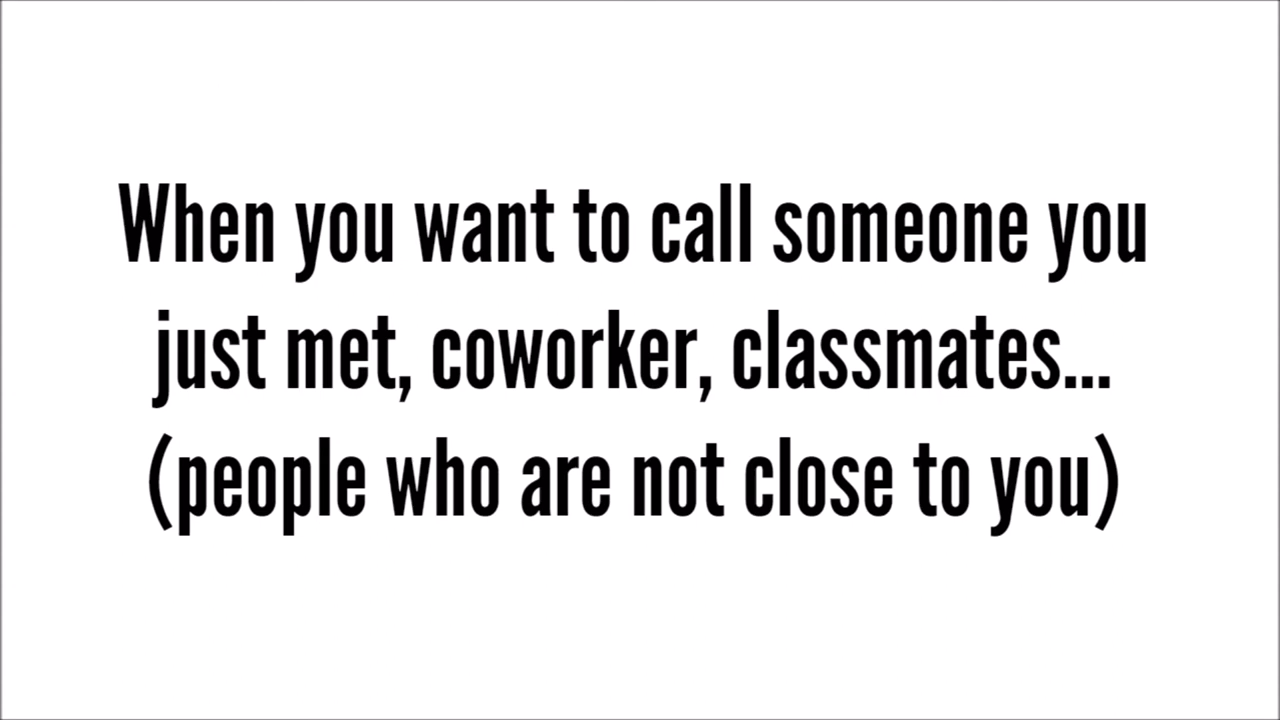 When you want to call someone you
just met, coworker, classmates...
(people who are not close to you)